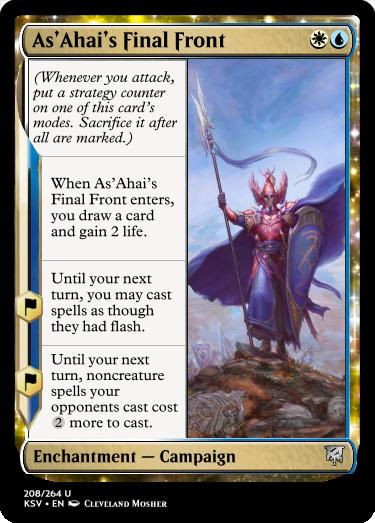 As'Ahai's Final Front
(Whenever you attack,
put a strategy counter
on one of this card's
modes. Sacrifice it after
all are marked.)
When As'Ahai's
Final Front enters,
you draw a card
and gain 2 life.
Until your next
turn, you may cast
spells as though
they had flash.
Until your next
turn, noncreature
spells your
opponents cast cost
2 more to cast.
Enchantment — Campaign
208/264 U
KSV • EN Cleveland Mosher